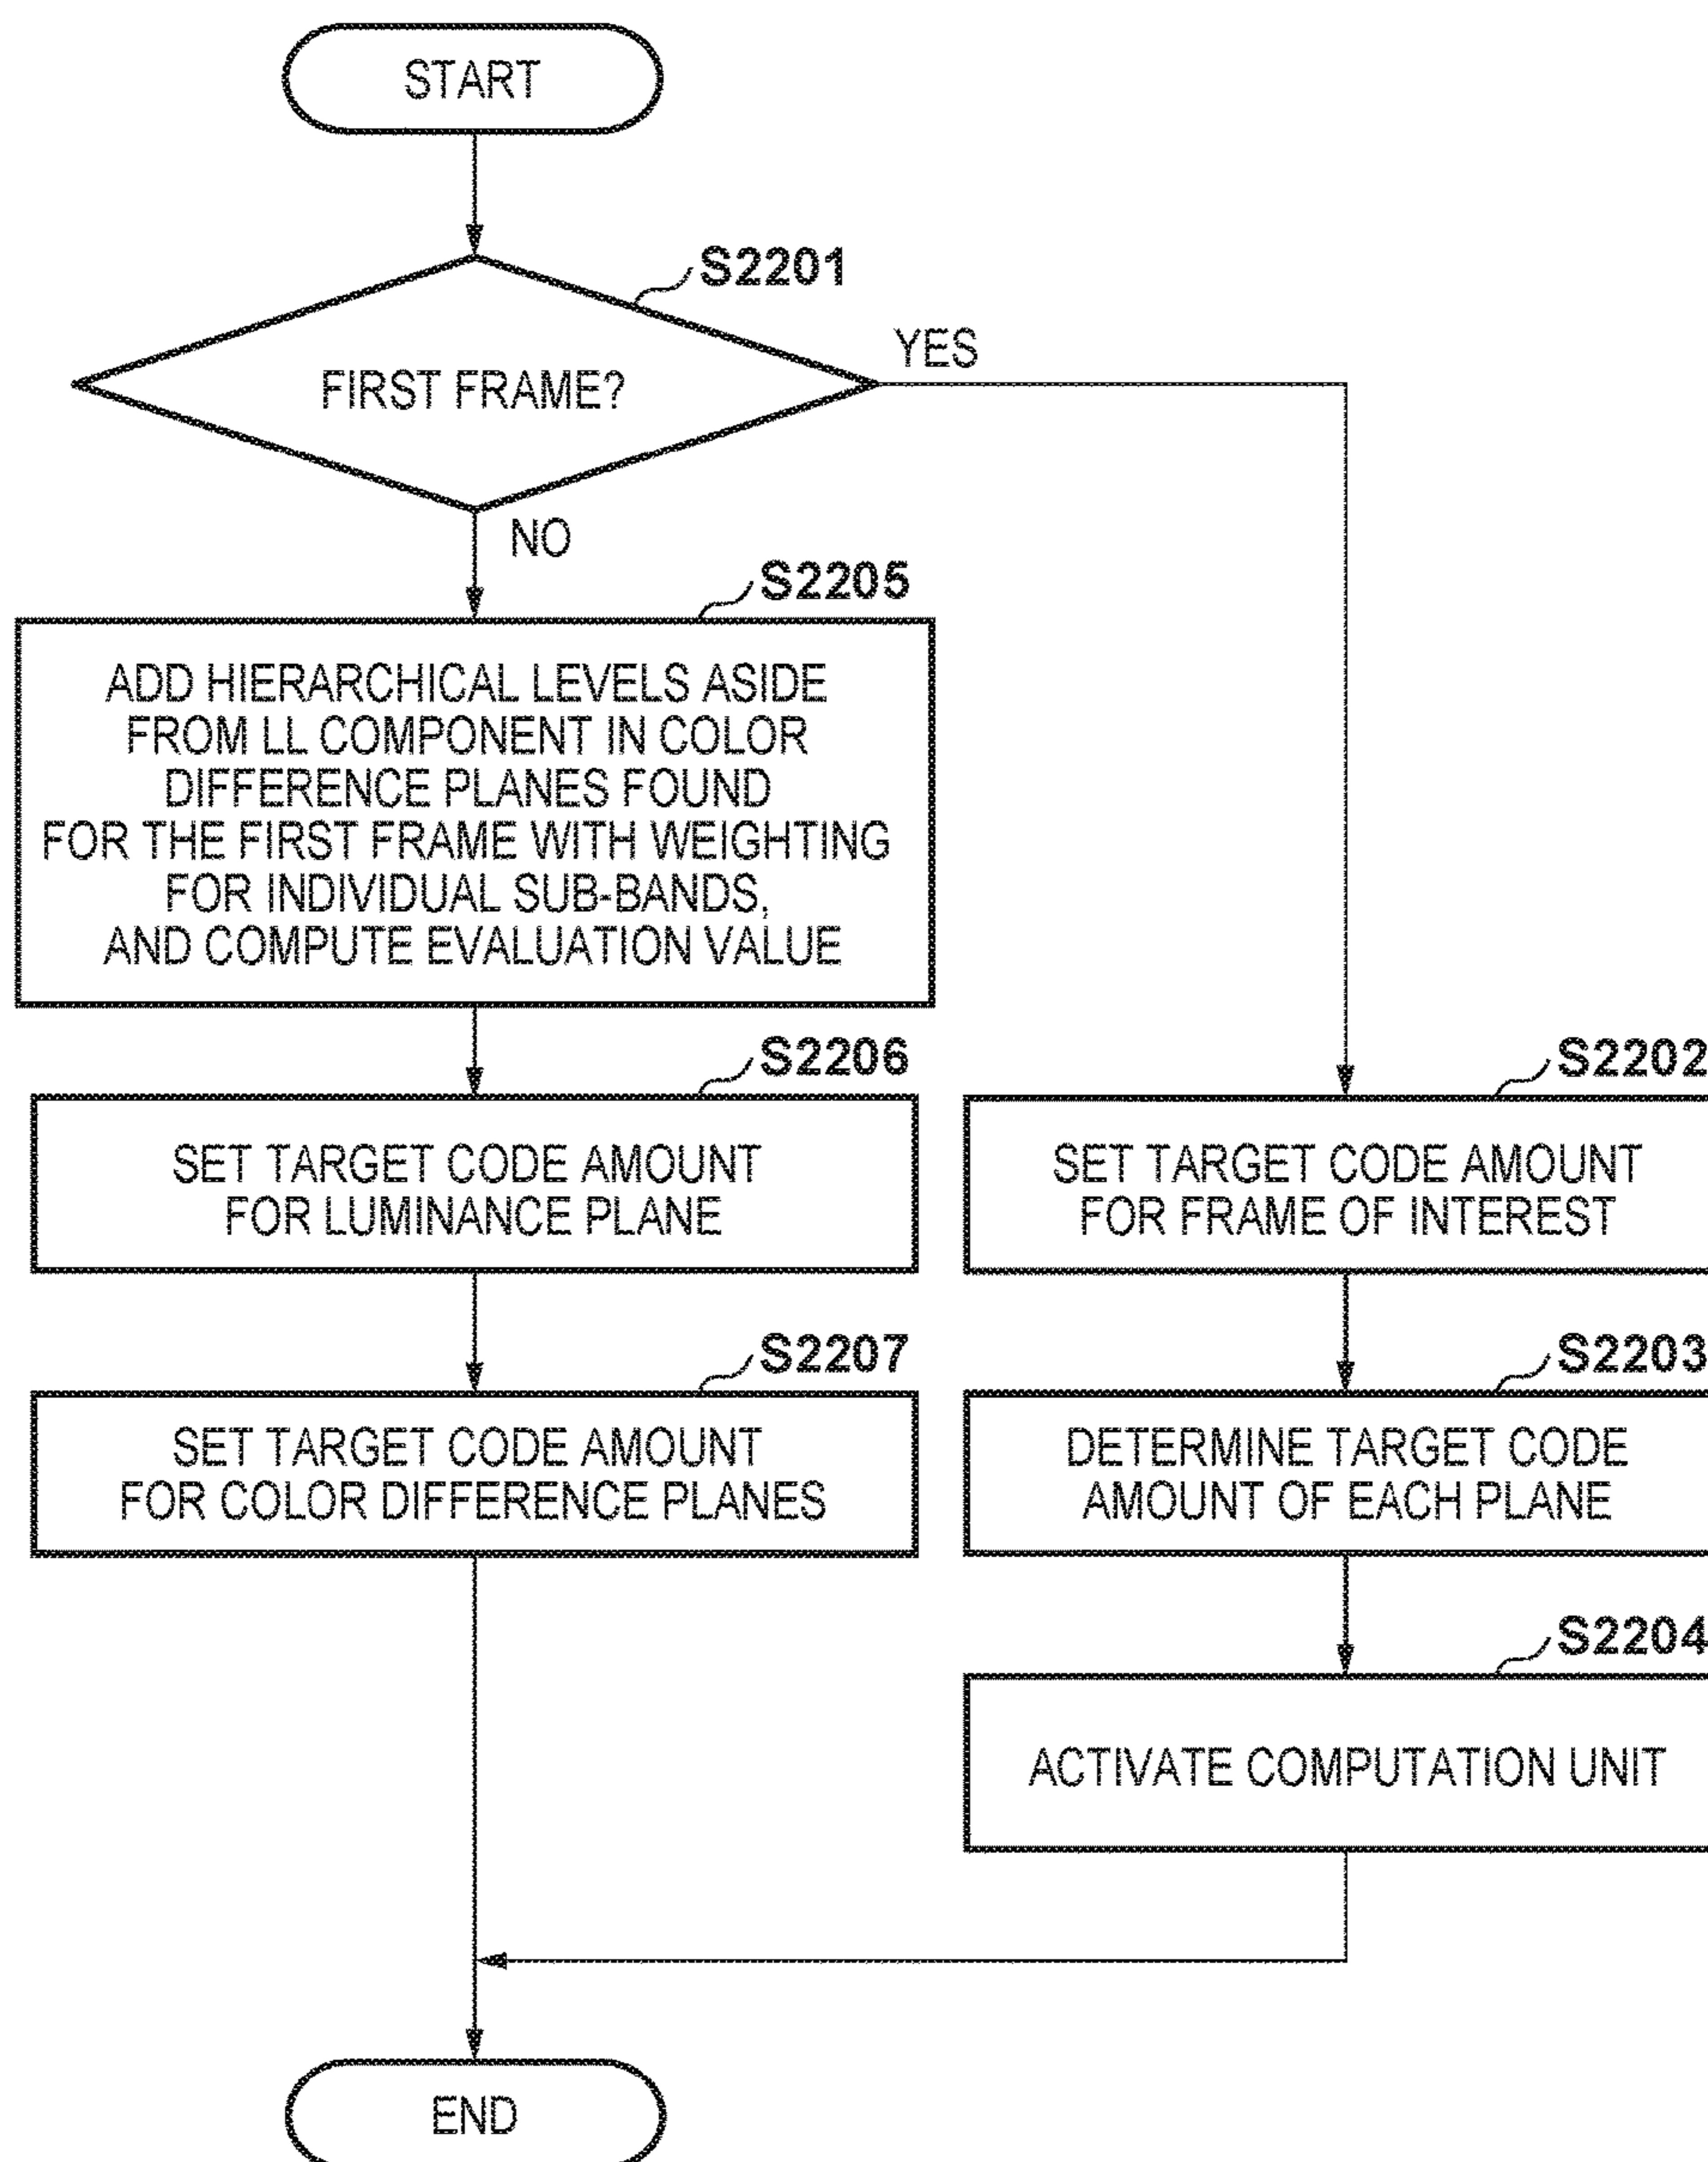 START
S2201
FIRST FRAME?
YES
NO
S2205
ADD HIERARCHICAL LEVELS ASIDE
FROM LL COMPONENT IN COLOR
DIFFERENCE PLANES FOUND
FOR THE FIRST FRAME WITH WEIGHTING
FOR INDIVIDUAL SUB-BANDS,
AND COMPUTE EVALUATION VALUE
S2206
SET TARGET CODE AMOUNT
FOR LUMINANCE PLANE
S2207
SET TARGET CODE AMOUNT
FOR COLOR DIFFERENCE PLANES
S2202
SET TARGET CODE AMOUNT
FOR FRAME OF INTEREST
S2203
DETERMINE TARGET CODE
AMOUNT OF EACH PLANE
S2204
ACTIVATE COMPUTATION UNIT
END